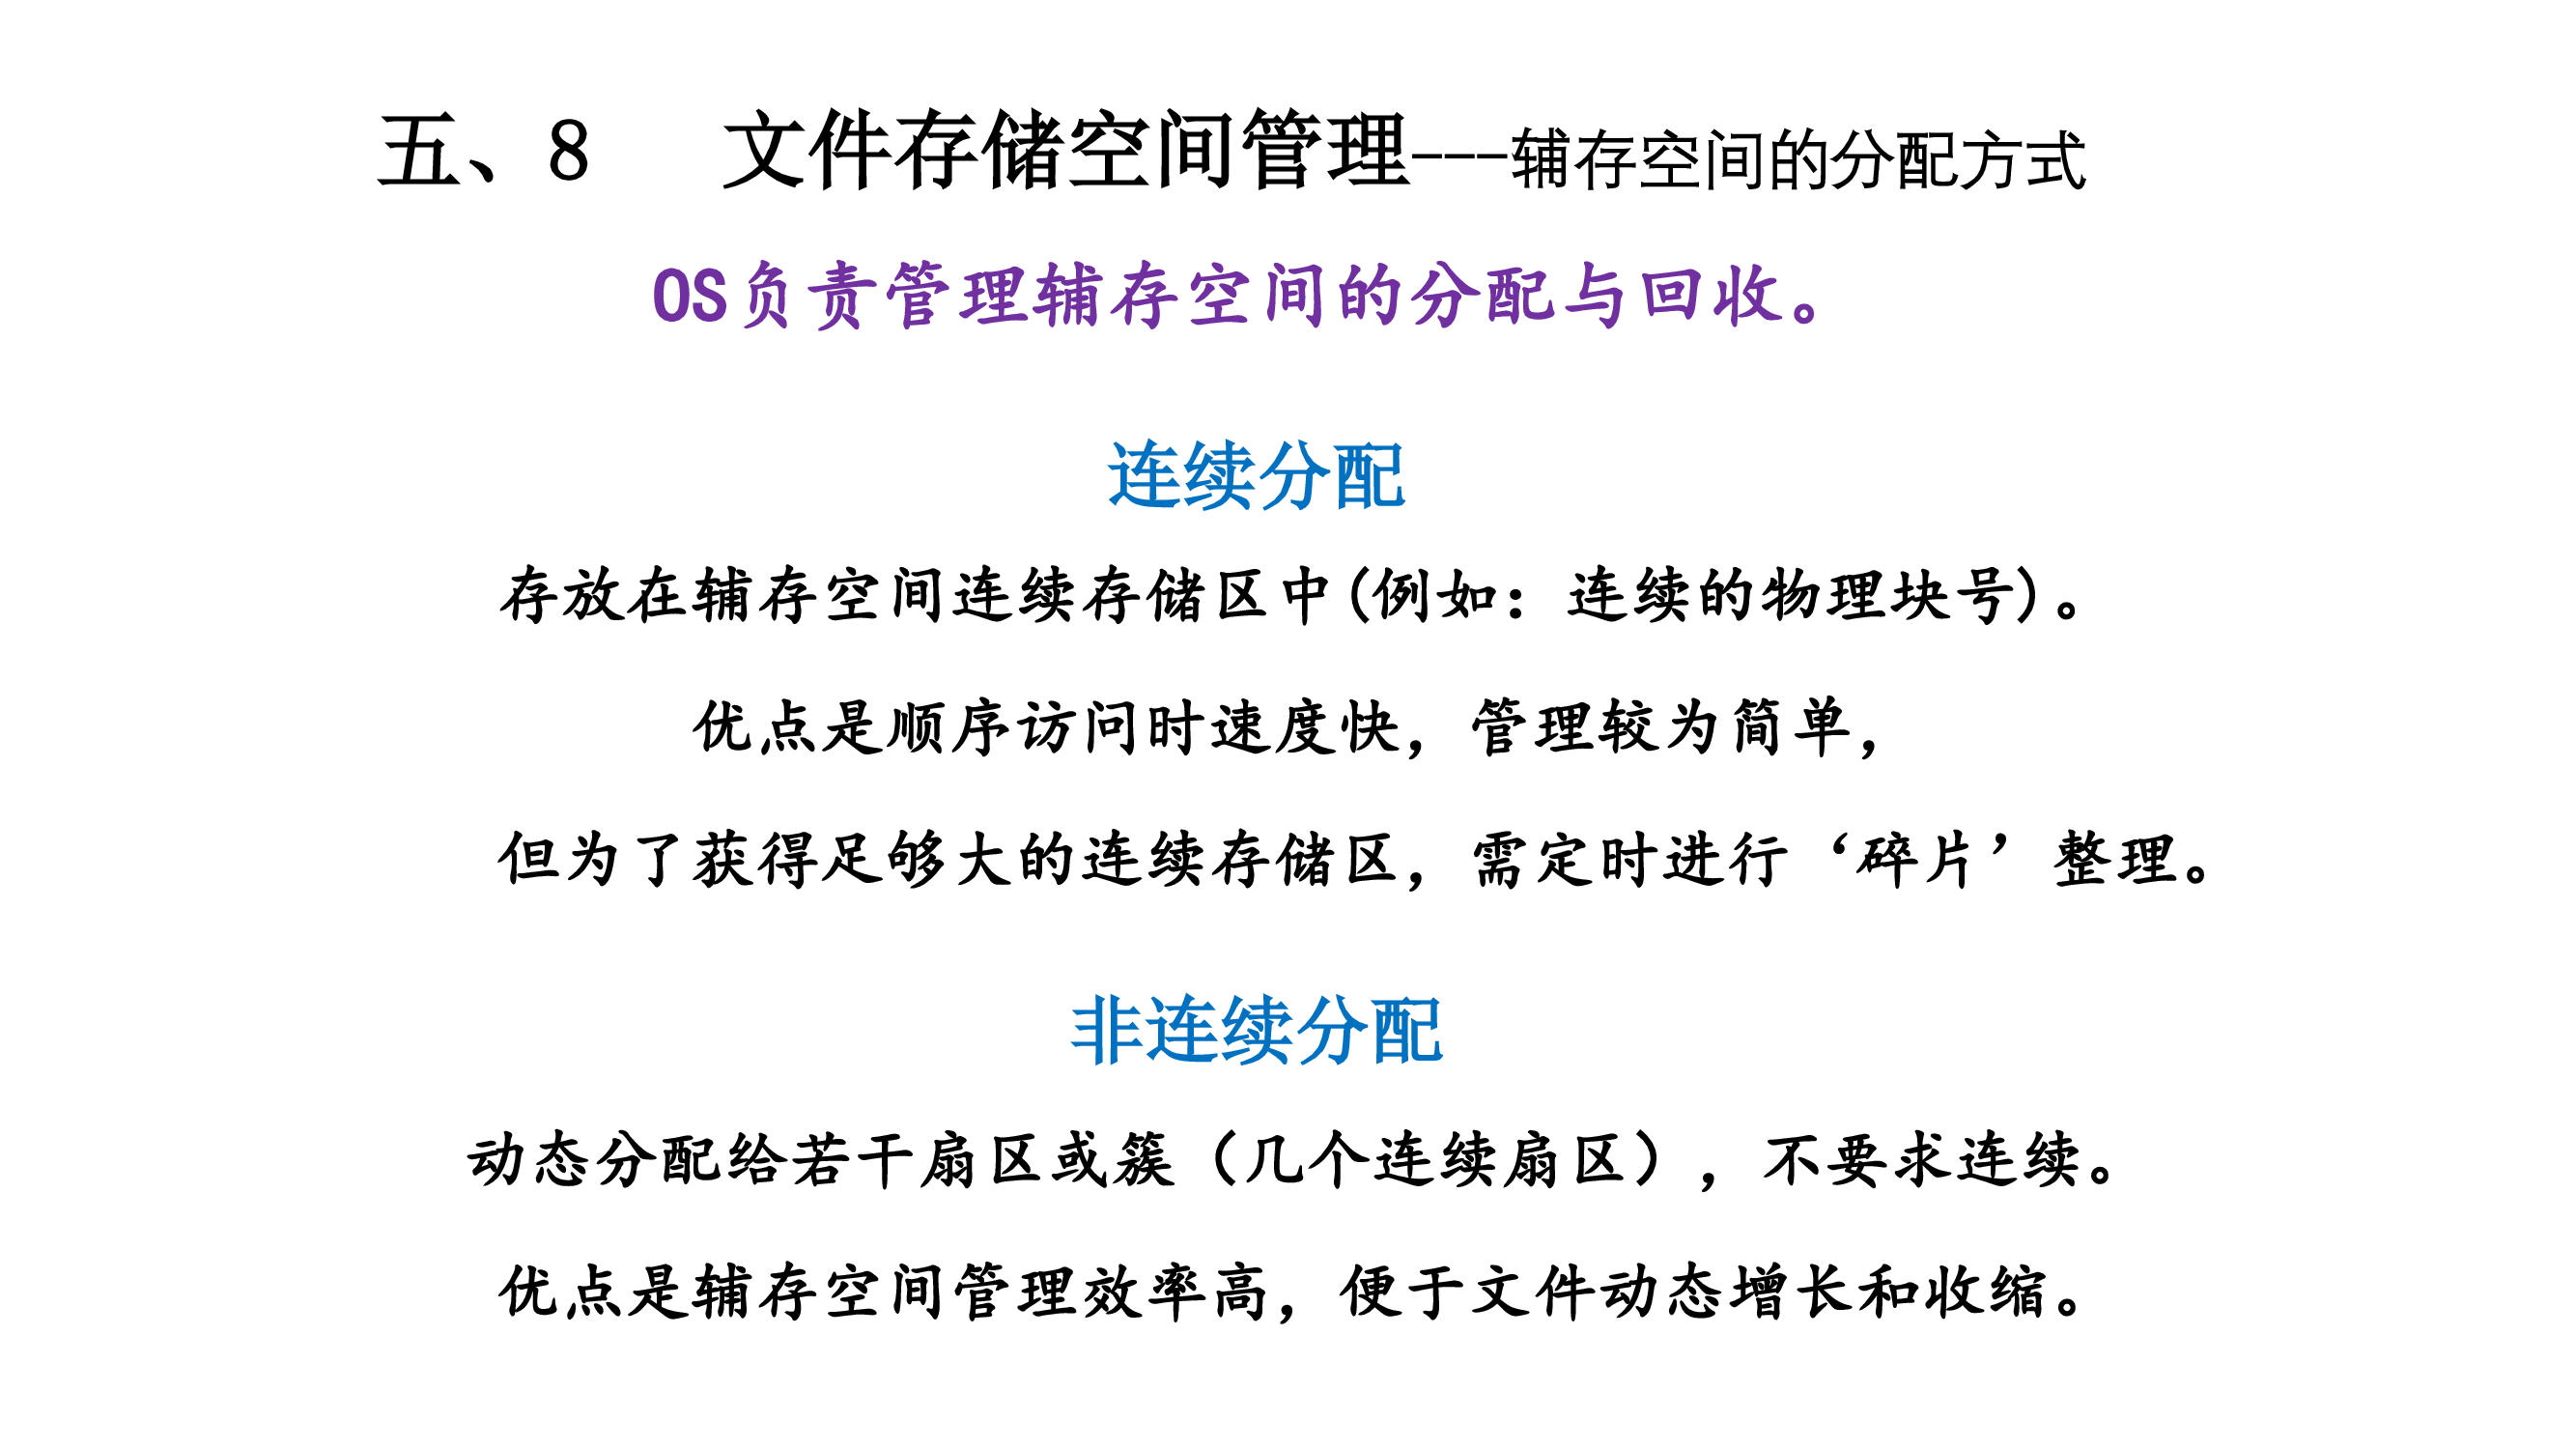 五、8 文件存储空间管理---辅存空间的分配方式
OS负责管理辅存空间的分配与回收。
连续分配
存放在辅存空间连续存储区中(例如：连续的物理块号)。
优点是顺序访问时速度快，管理较为简单，
但为了获得足够大的连续存储区，需定时进行‘碎片’整理。
非连续分配
动态分配给若干扇区或簇（几个连续扇区），不要求连续。
优点是辅存空间管理效率高，便于文件动态增长和收缩。